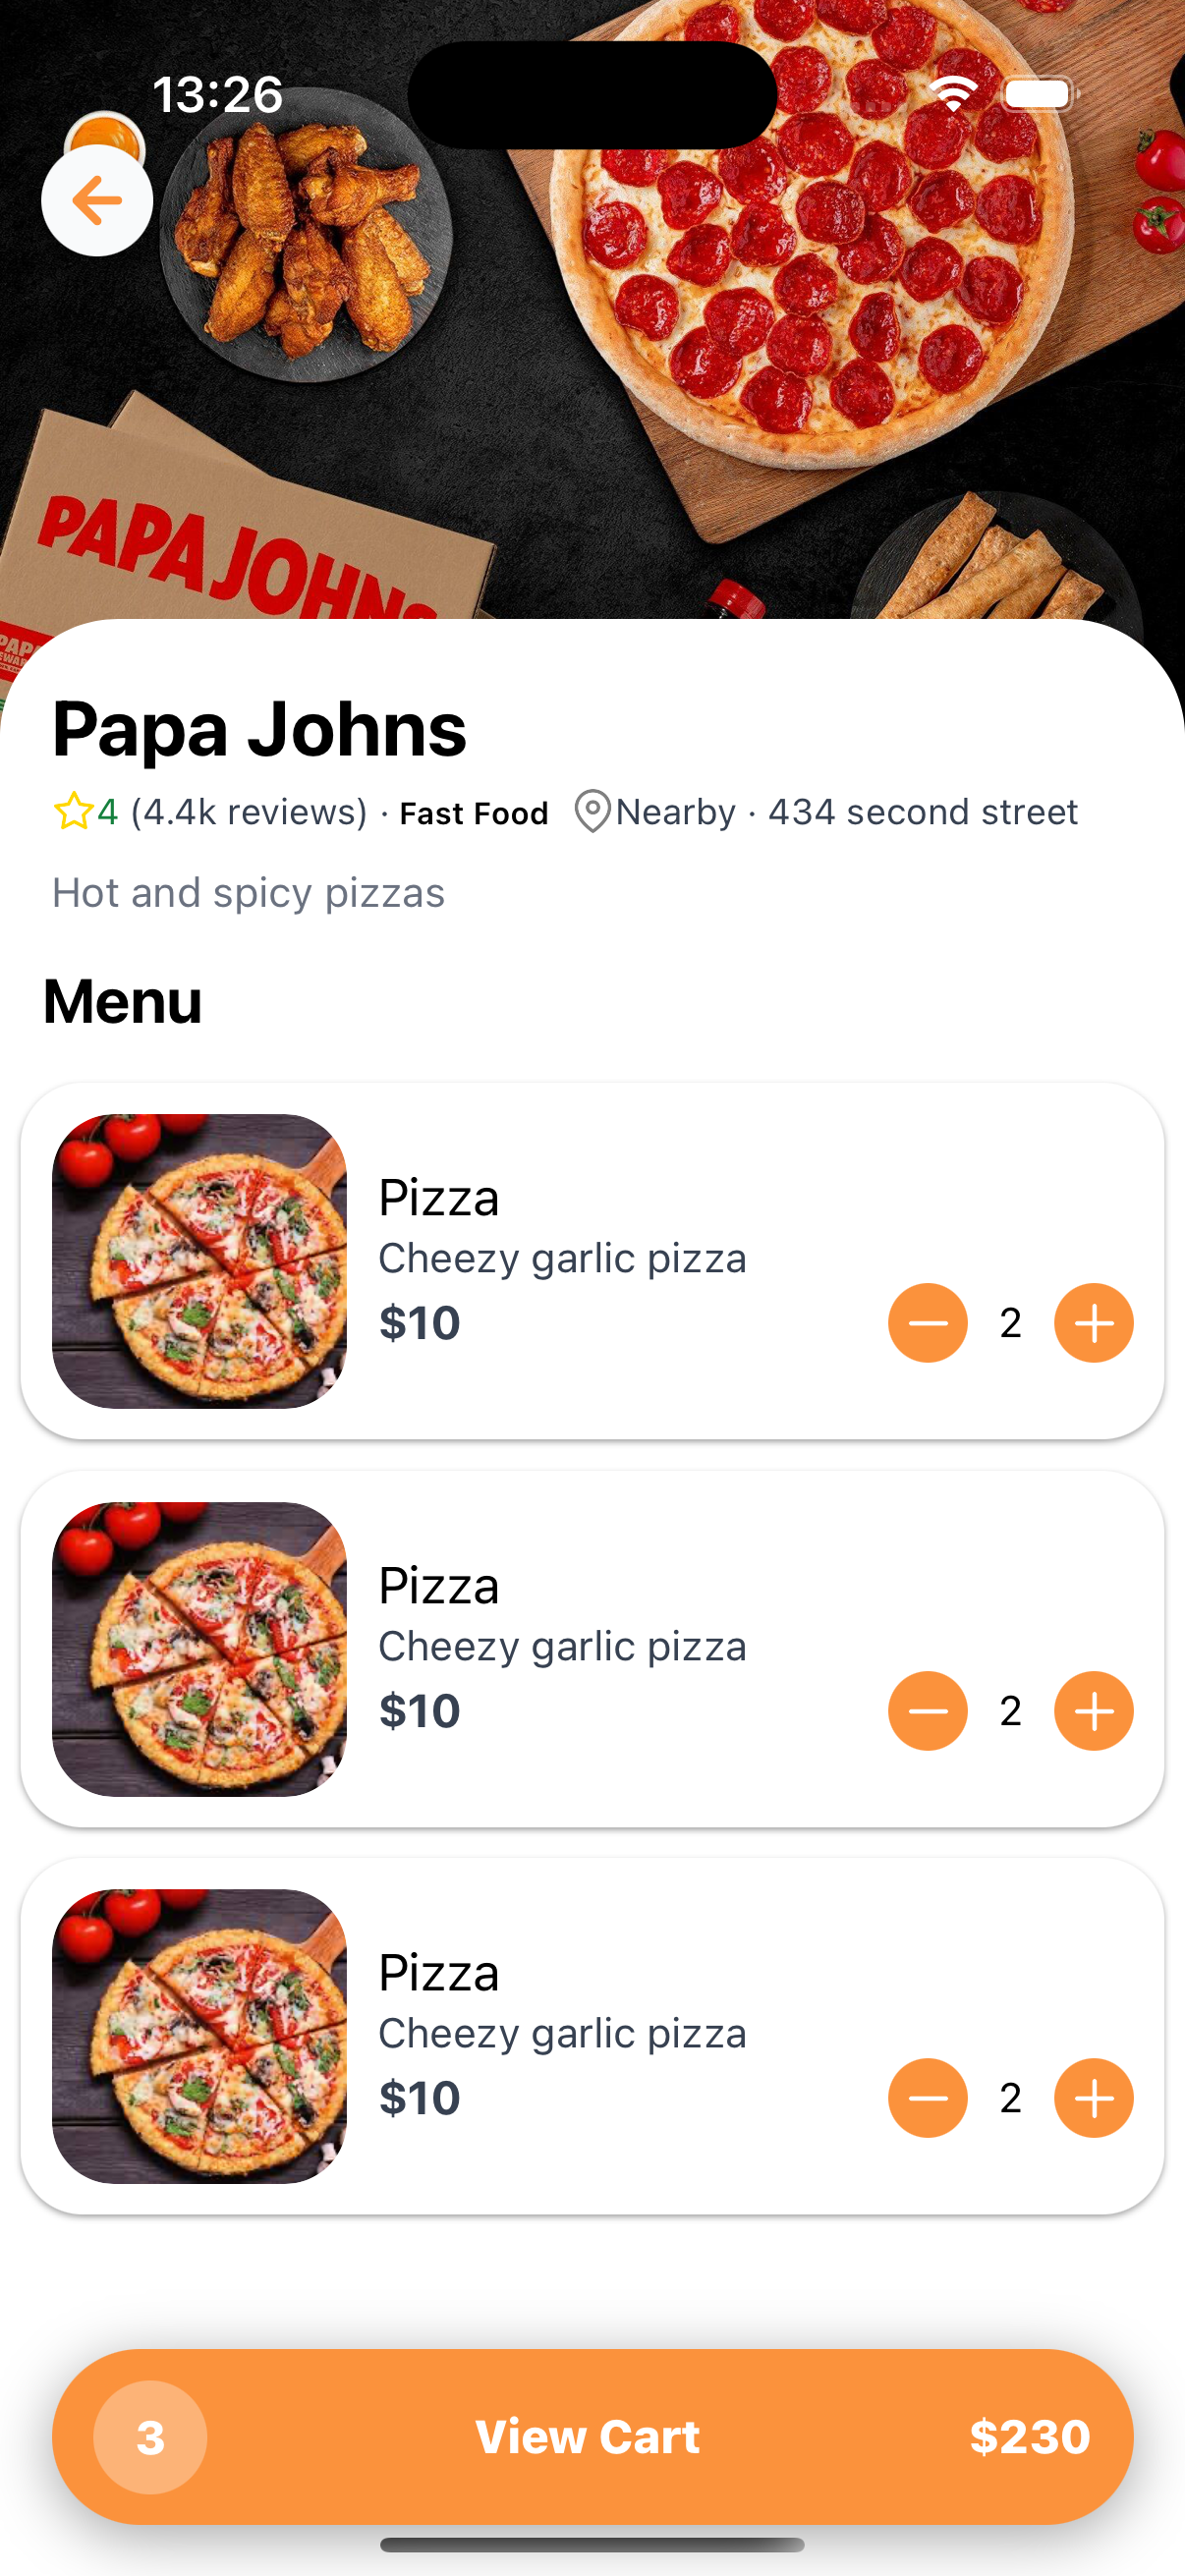 13:26
PAPA JOHNS
Papa Johns
4 (4.4k reviews) · Fast Food Nearby · 434 second street
Hot and spicy pizzas
Menu
Pizza
Cheezy garlic pizza
$10
2
Pizza
Cheezy garlic pizza
$10
2
Pizza
Cheezy garlic pizza
$10
2
3 View Cart $230